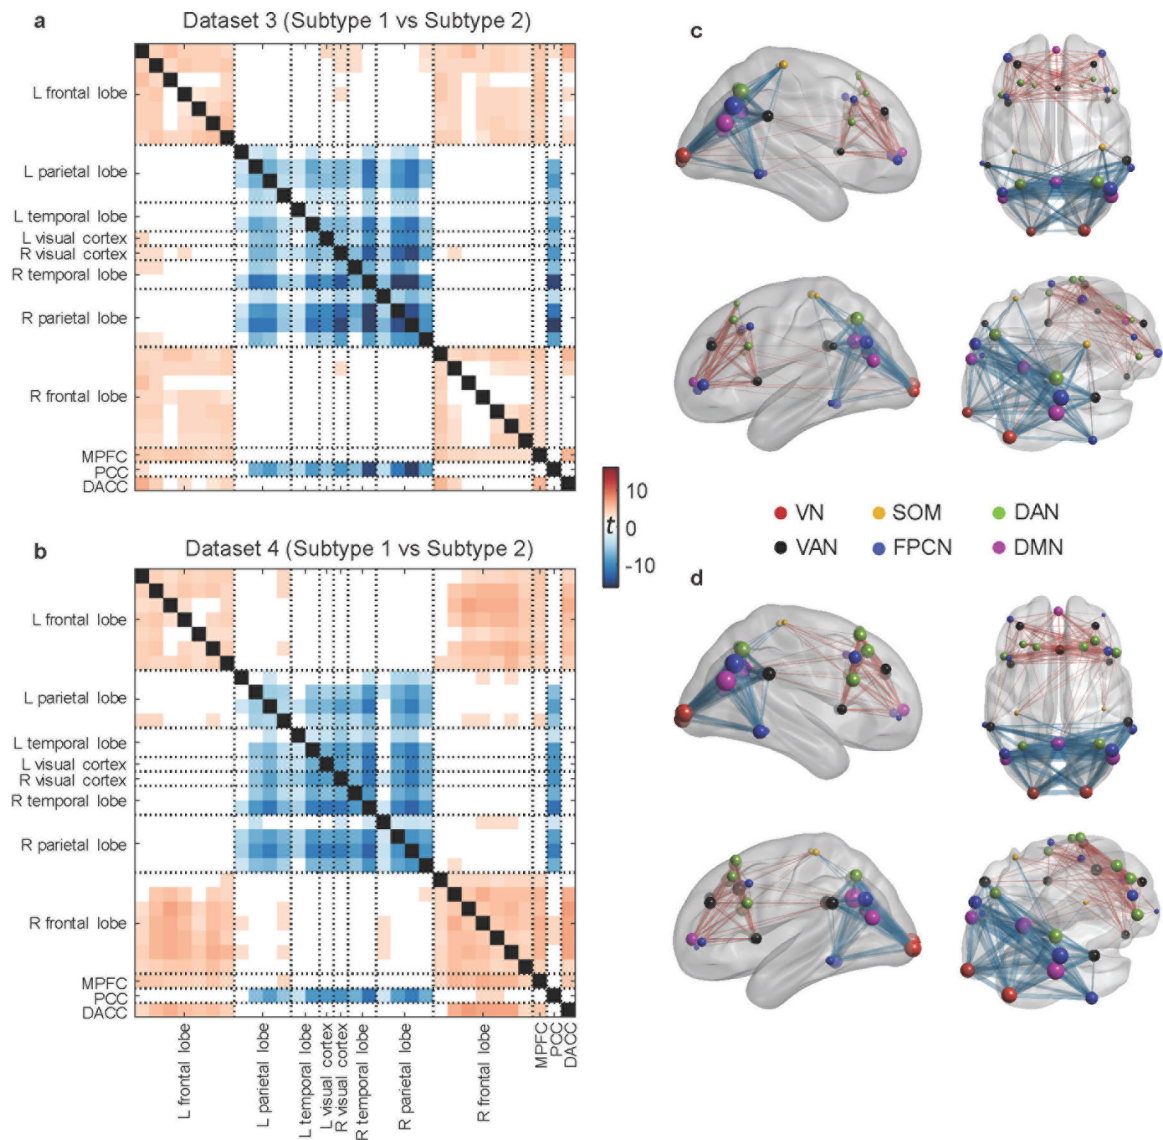 a
Dataset 3 (Subtype 1 vs Subtype 2)
L frontal lobe
L parietal lobe
L temporal lobe
L visual cortex
R visual cortex
R temporal lobe
R parietal lobe
R frontal lobe
MPFC
PCC
DACC
10
t 0
-10
b
Dataset 4 (Subtype 1 vs Subtype 2)
L frontal lobe
L parietal lobe
L temporal lobe
L visual cortex
R visual cortex
R temporal lobe
R parietal lobe
R frontal lobe
MPFC
PCC
DACC
L frontal lobe
L parietal lobe
L temporal lobe
L visual cortex
R visual cortex
R temporal lobe
R parietal lobe
R frontal lobe
MPFC
PCC
DACC
c
VN SOM DAN
VAN FPCN DMN
d